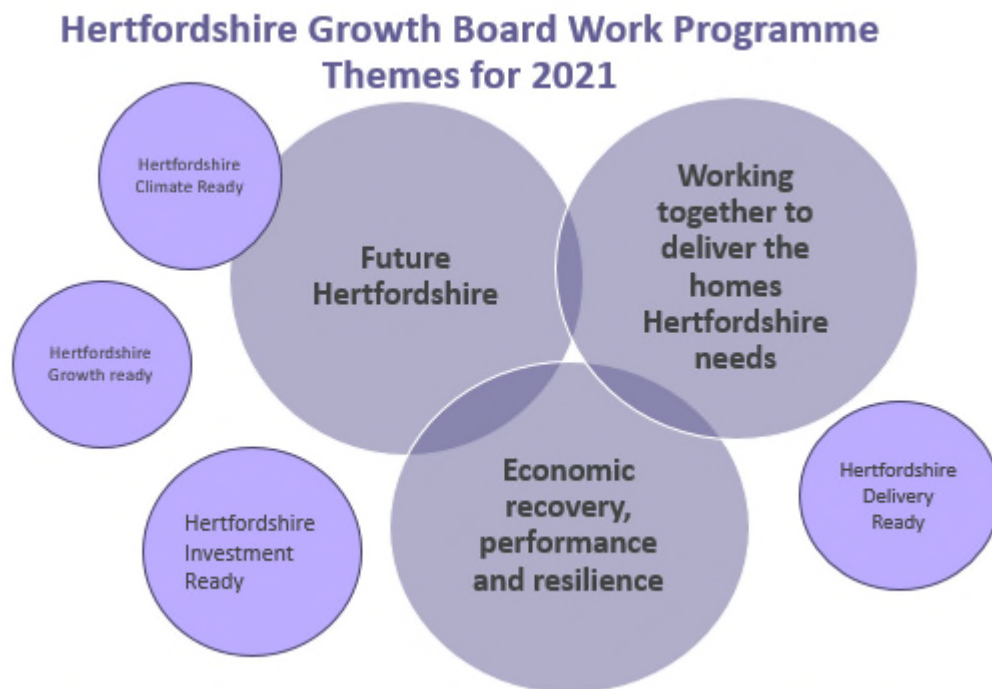 Hertfordshire Growth Board Work Programme
Themes for 2021
Hertfordshire
Climate Ready
Future
Hertfordshire
Working
together to
deliver the
homes
Hertfordshire
needs
Hertfordshire
Growth ready
Economic
recovery,
performance
and resilience
Hertfordshire
Investment
Ready
Hertfordshire
Delivery
Ready